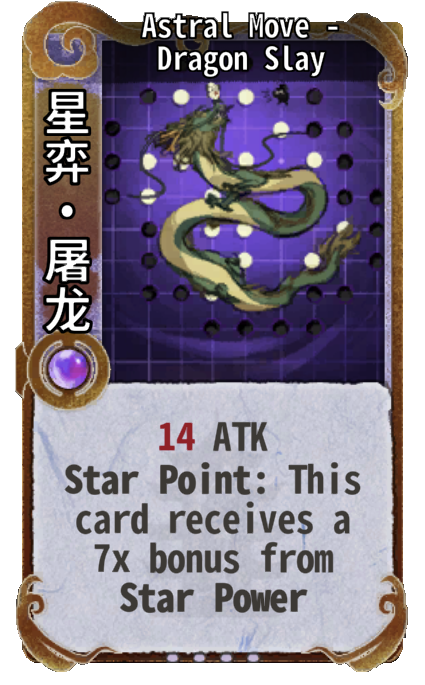 Astral Move -
Dragon Slay
星弈·屠龙
14 ATK
Star Point: This
card receives a
7x bonus from
Star Power